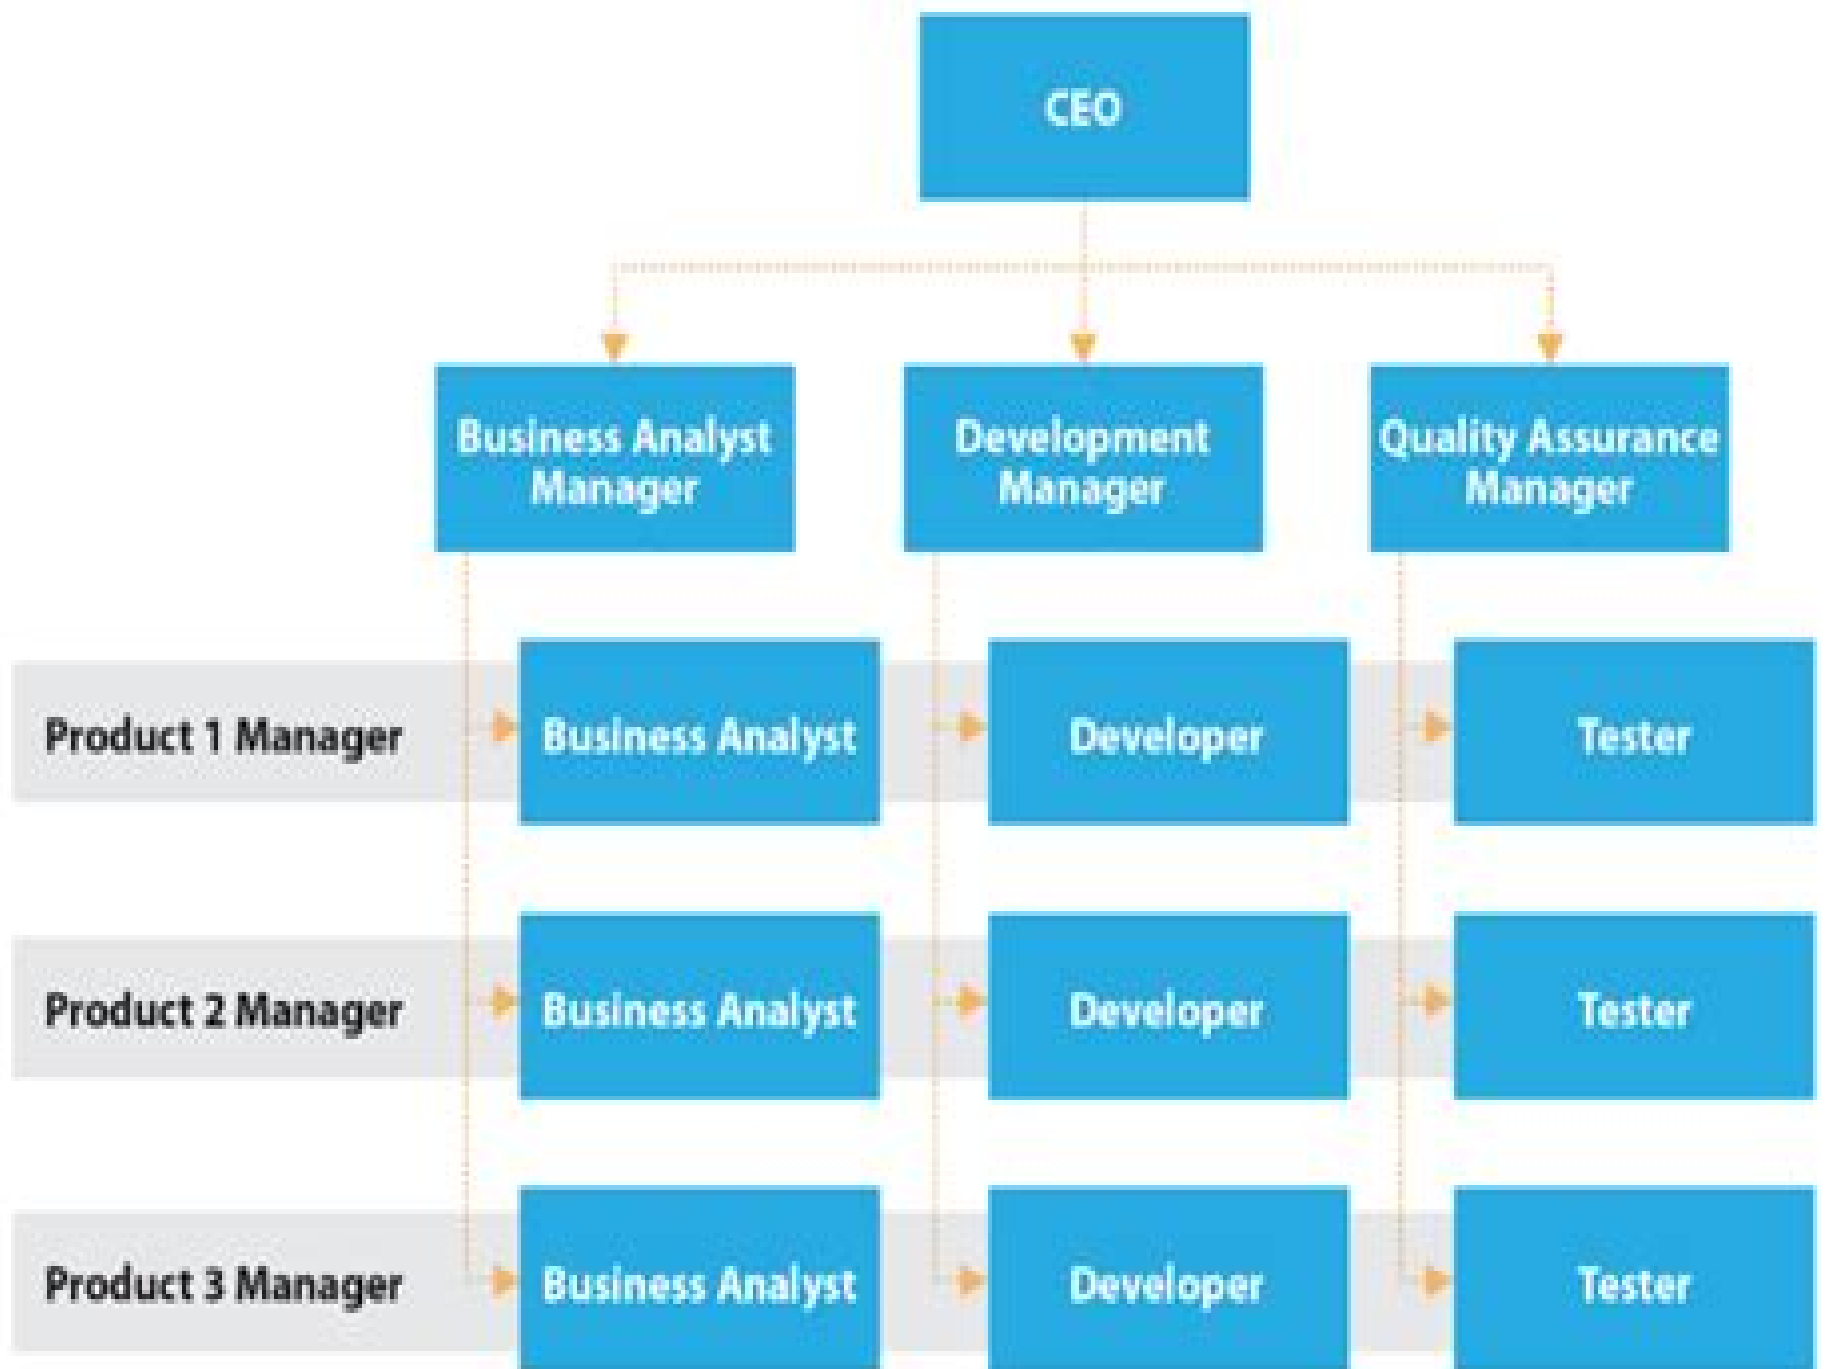 CEO
Business Analyst
Manager
Development
Manager
Quality Assurance
Manager
Product 1 Manager
Business Analyst
Developer
Tester
Product 2 Manager
Business Analyst
Developer
Tester
Product 3 Manager
Business Analyst
Developer
Tester